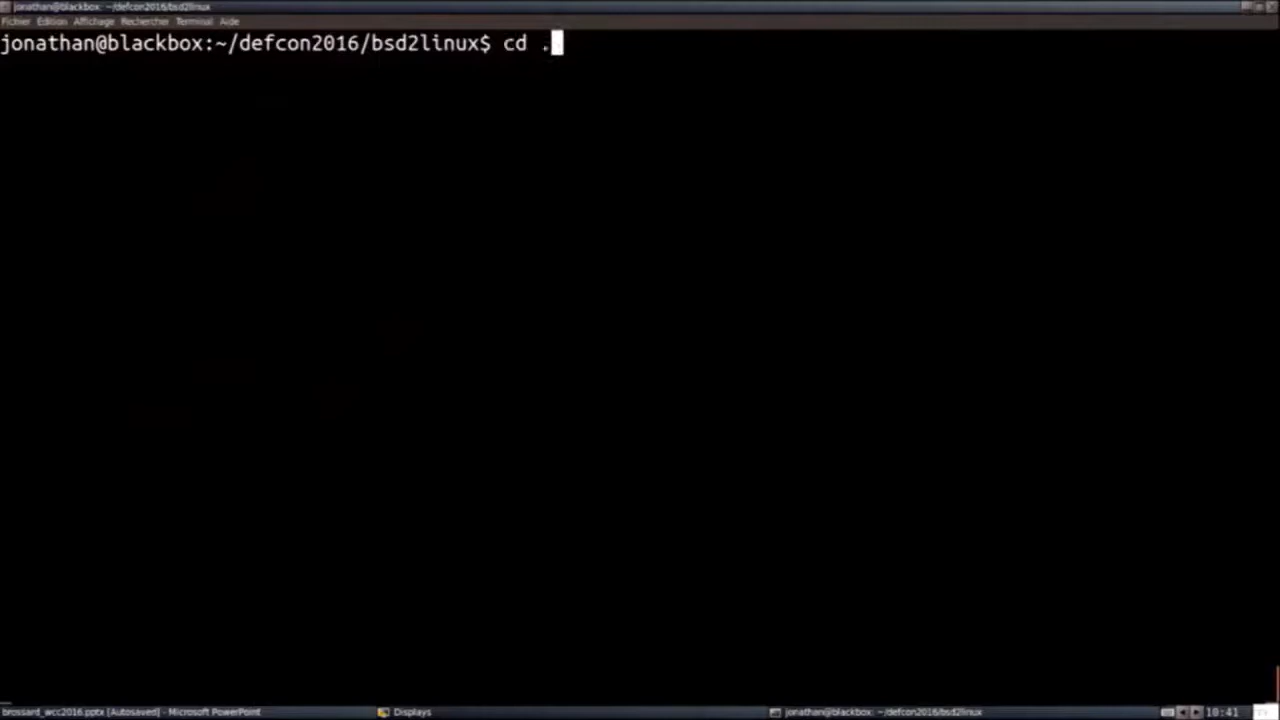 jonathan@blackbox: ~/defcon2016/bsd2linux
Fichier Édition Affichage Rechercher Terminal Aide
jonathan@blackbox:~/defcon2016/bsd2linux$ cd .
brossard_wcc2016.pptx [Autosaved] - Microsoft PowerPoint
Displays
jonathan@blackbox: ~/defcon2016/bsd2linux
10:41